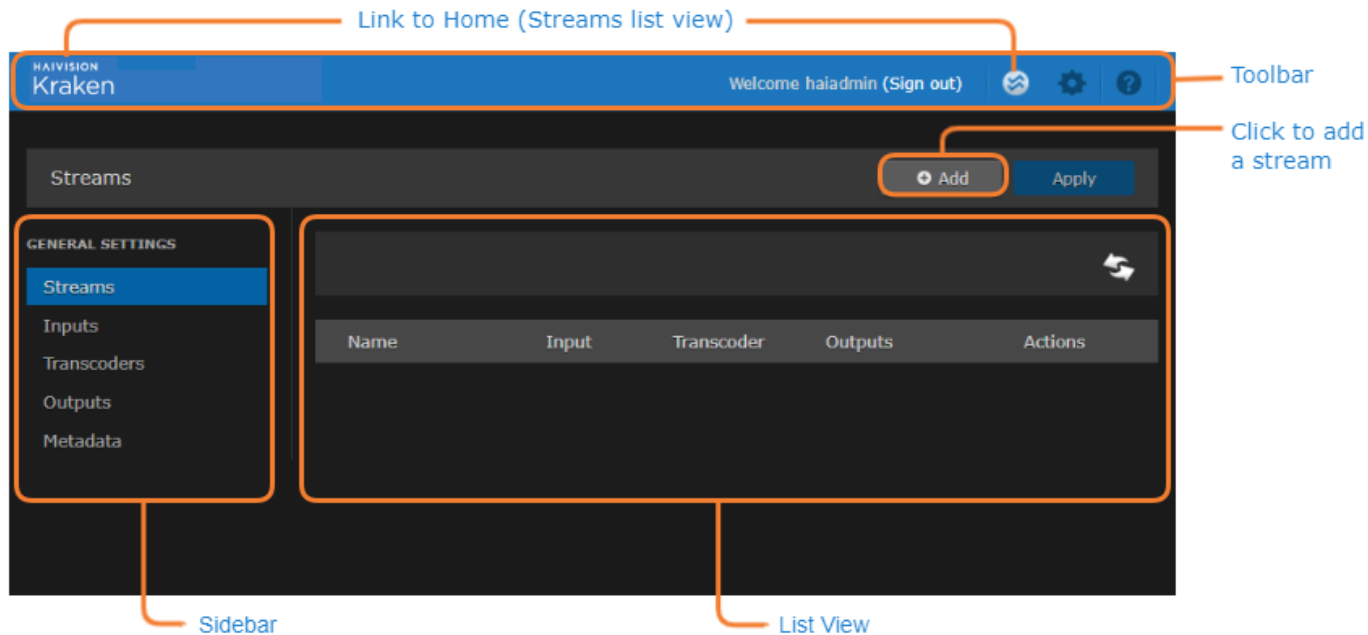 Link to Home (Streams list view)
HAIVISION
Kraken
Welcome haiadmin (Sign out)
Toolbar
Click to add
a stream
Streams
Add
Apply
GENERAL SETTINGS
Streams
Inputs
Transcoders
Outputs
Metadata
Name Input Transcoder Outputs Actions
Sidebar
List View